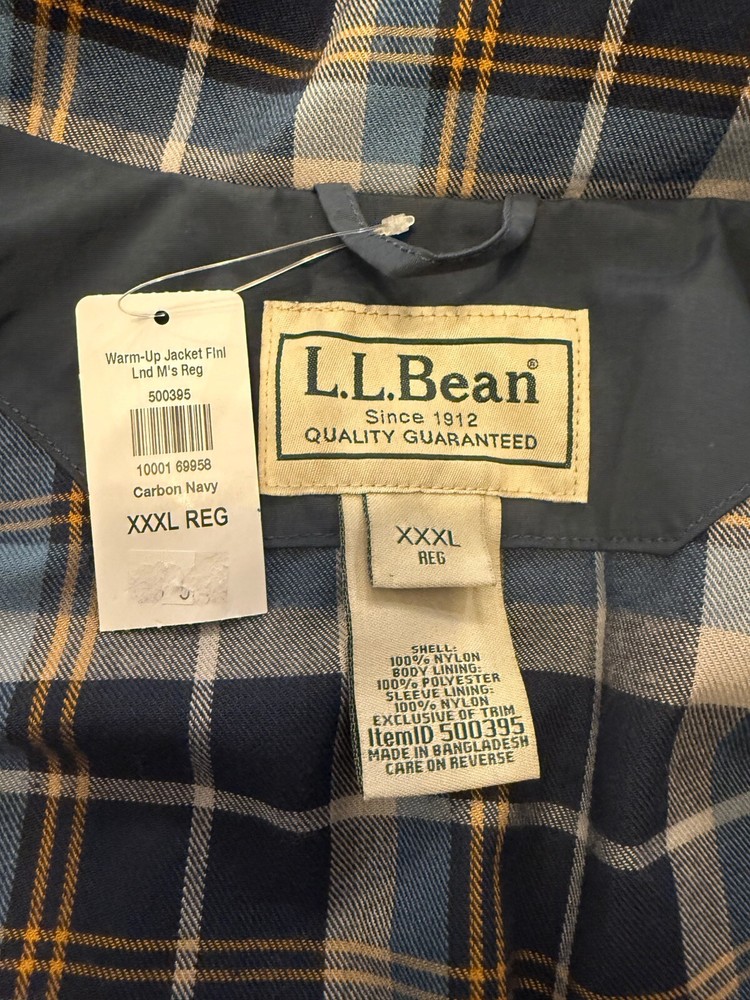 Warm-Up Jacket Flnl
Lnd M's Reg
500395
10001 69958
Carbon Navy
XXXL REG
L.L.Bean®
Since 1912
QUALITY GUARANTEED
XXXL
REG
SHELL:
100% NYLON
BODY LINING:
100% POLYESTER
SLEEVE LINING:
100% NYLON
EXCLUSIVE OF TRIM
ItemID 500395
MADE IN BANGLADESH
CARE ON REVERSE